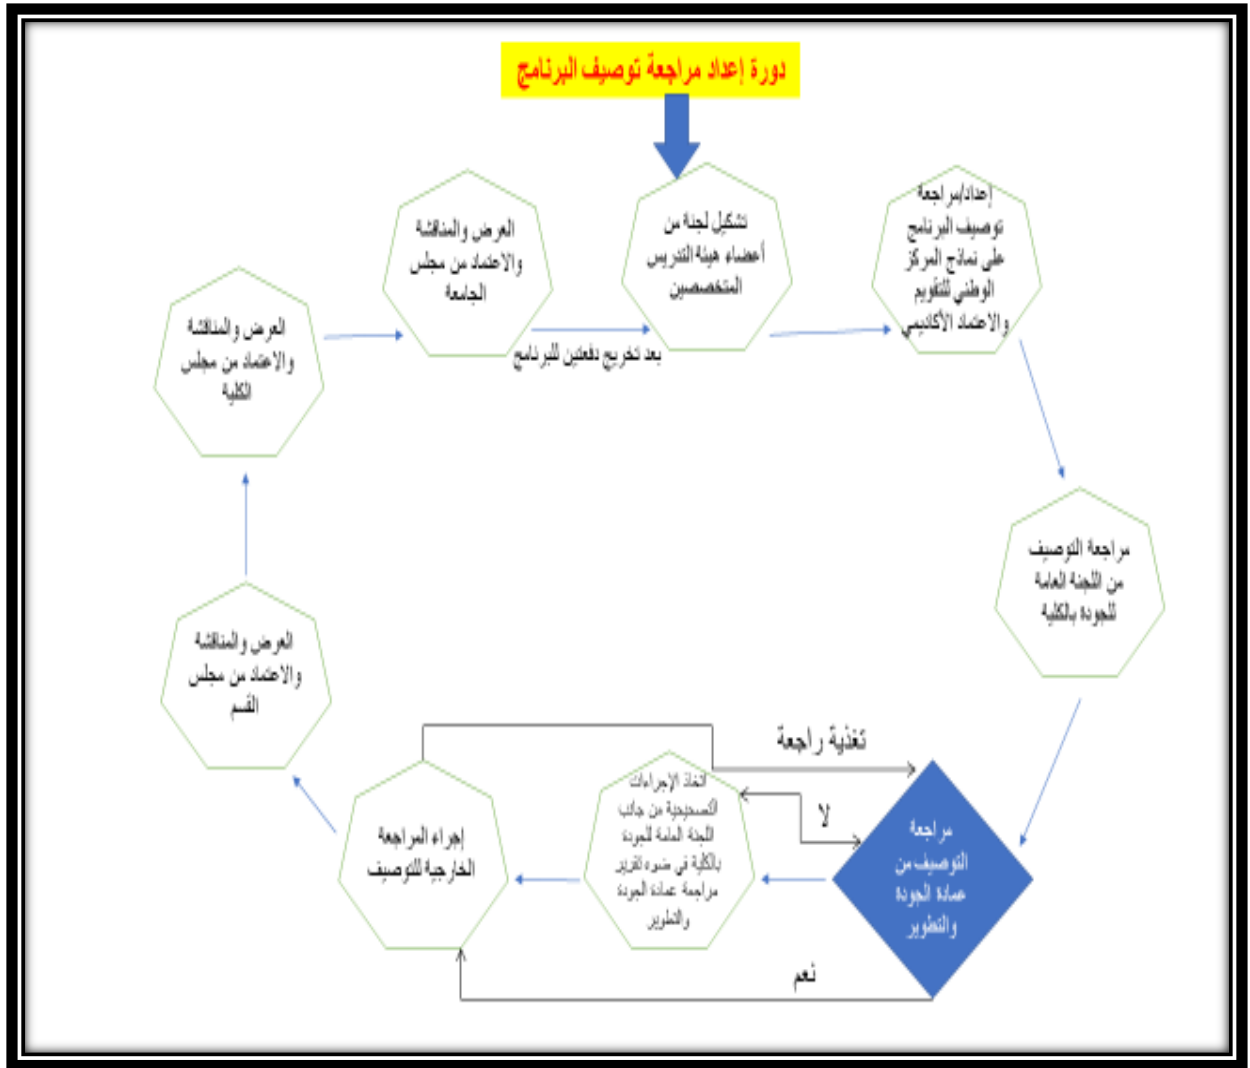 دورة إعداد مراجعة توصيف البرنامج
تشكيل لجنة من
أعضاء هيئة التدريس
المتخصصين
إعداد/مراجعة
توصيف البرنامج
على نماذج المركز
الوطني للتقويم
والاعتماد الأكاديمي
مراجعة التوصيف
من اللجنة العامة
للجودة بالكلية
مراجعة
التوصيف من
عمادة الجودة
والتطوير
تغذية راجعة
لا
نعم
اتخاذ الإجراءات
التصحيحية من جانب
اللجنة العامة للجودة
بالكلية في ضوء تقرير
مراجعة عمادة الجودة
والتطوير
إجراء المراجعة
الخارجية للتوصيف
العرض والمناقشة
والاعتماد من مجلس
القسم
العرض والمناقشة
والاعتماد من مجلس
الكلية
العرض والمناقشة
والاعتماد من مجلس
الجامعة
بعد تخريج دفعتين للبرنامج